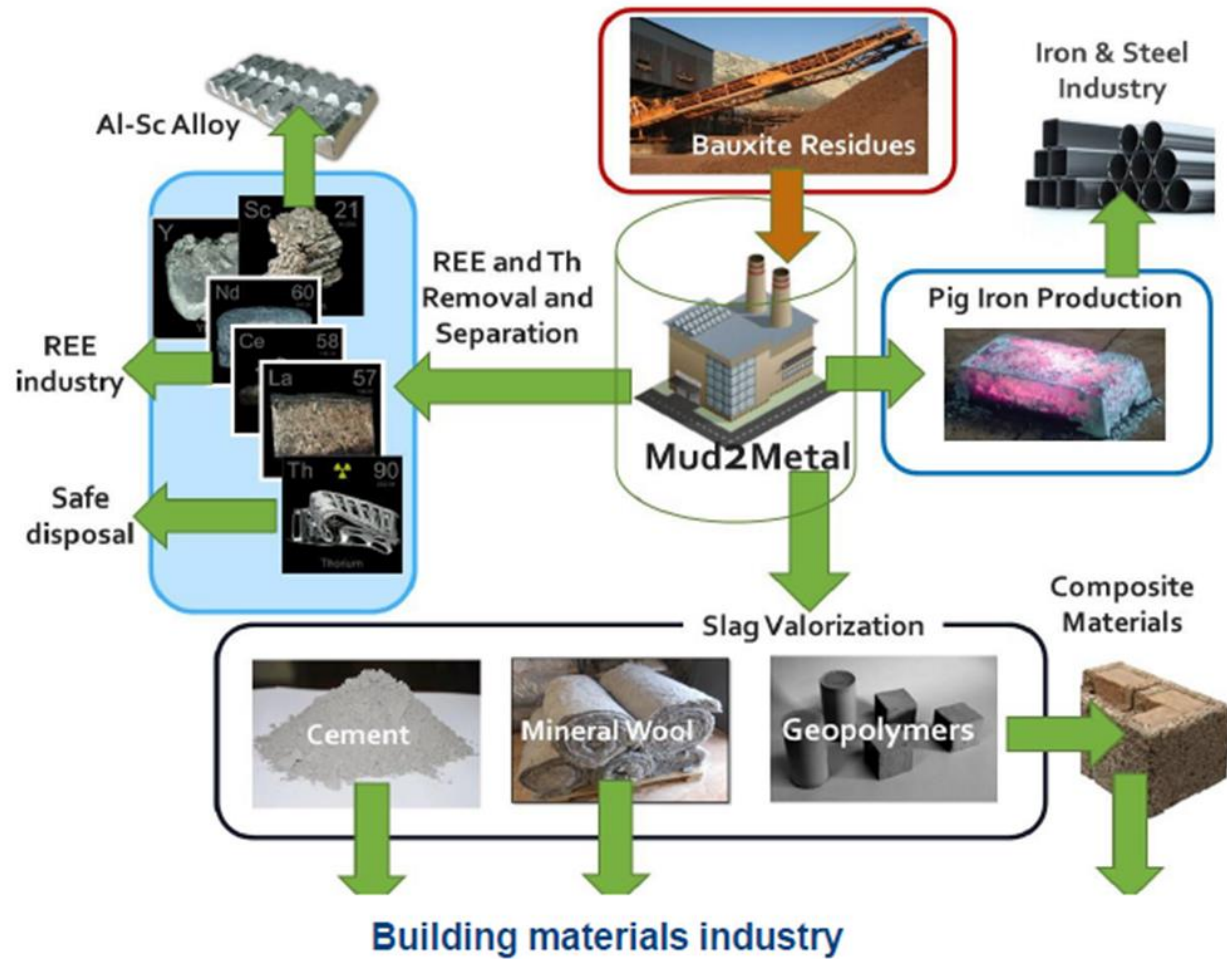 Bauxite Residues
Iron & Steel
Industry
Al-Sc Alloy
Sc 21
Y
REE and Th
Removal and
Separation
Pig Iron Production
Nd 60
Ce 58
REE
industry
La 57
Mud2Metal
Th 90
Safe
disposal
Thorium
Composite
Materials
Slag Valorization
Cement
Mineral Wool
Geopolymers
Building materials industry